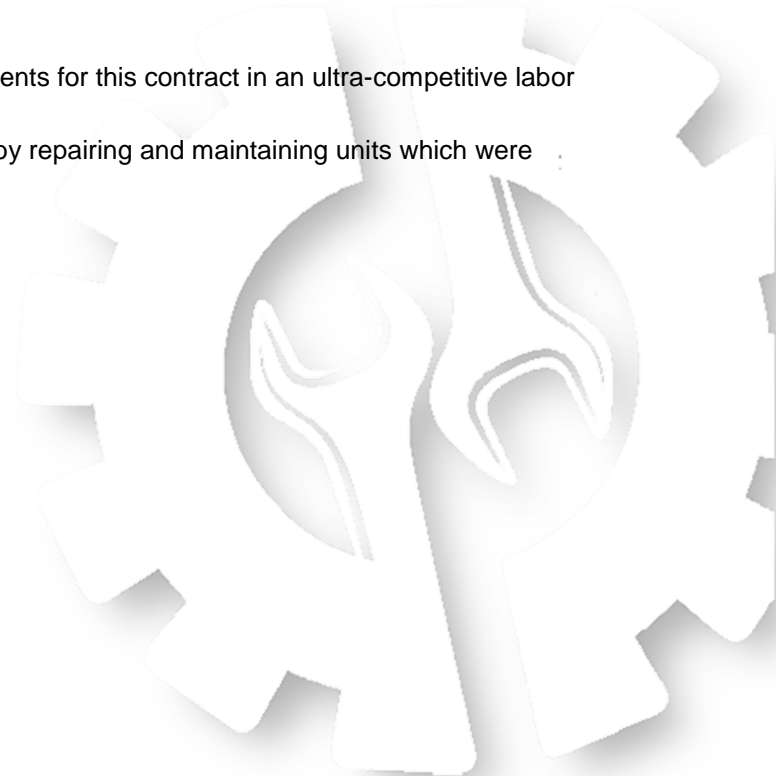 ents for this contract in an ultra-competitive labor
by repairing and maintaining units which were